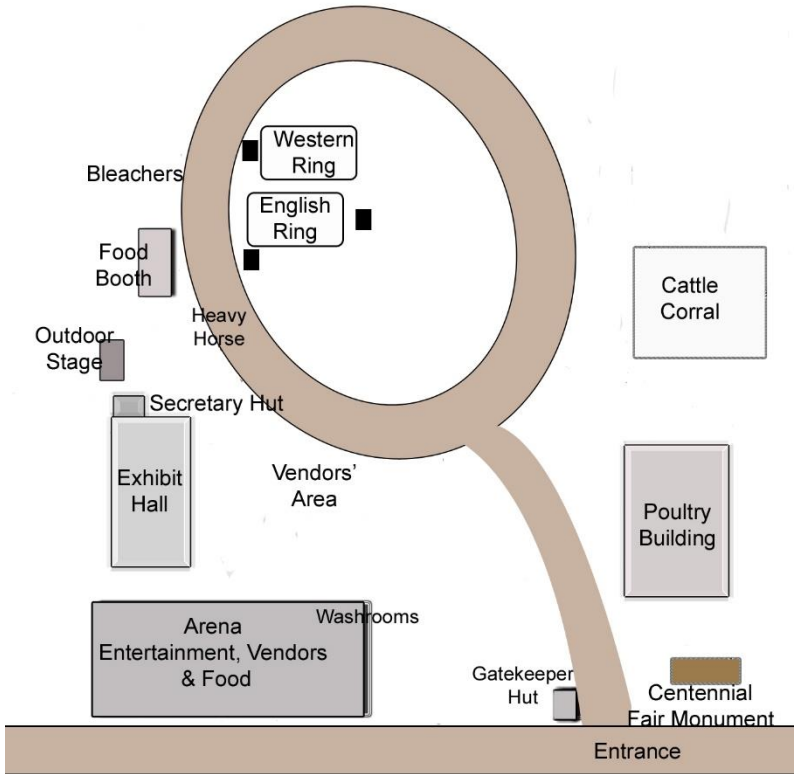 Western
Ring
Bleachers
English
Ring
Food
Booth
Cattle
Corral
Heavy
Horse
Outdoor
Stage
Secretary Hut
Exhibit
Hall
Vendors'
Area
Poultry
Building
Washrooms
Arena
Entertainment, Vendors
& Food
Gatekeeper
Hut
Centennial
Fair Monument
Entrance